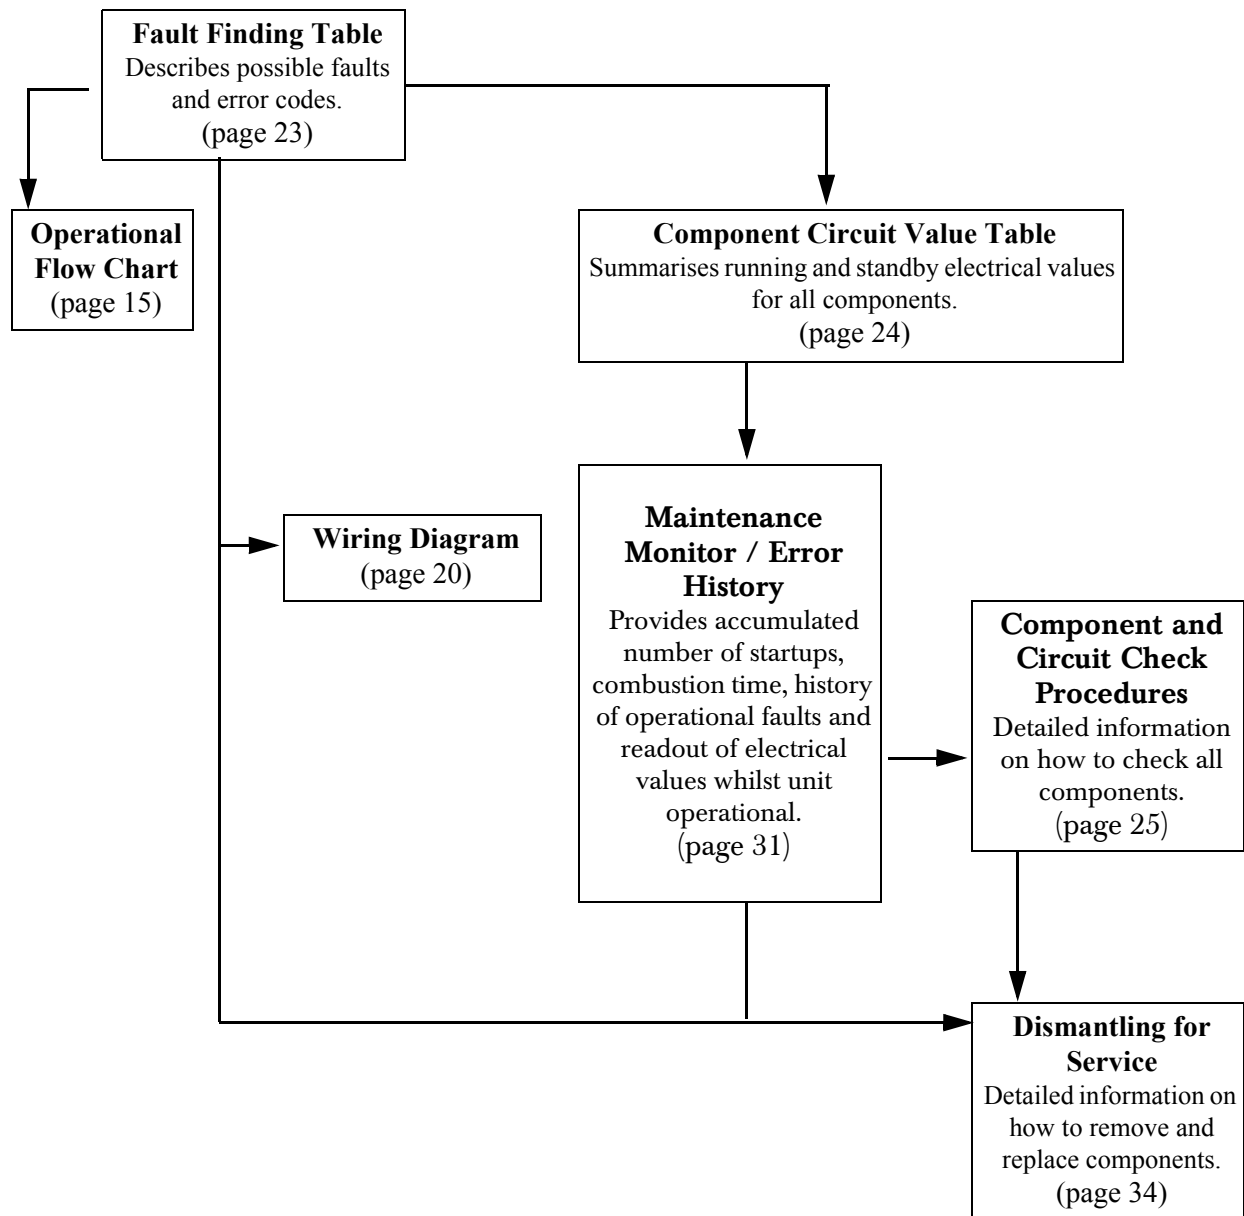 Fault Finding Table
Describes possible faults
and error codes.
(page 23)
Operational
Flow Chart
(page 15)
Component Circuit Value Table
Summarises running and standby electrical values
for all components.
(page 24)
Wiring Diagram
(page 20)
Maintenance
Monitor / Error
History
Provides accumulated
number of startups,
combustion time, history
of operational faults and
readout of electrical
values whilst unit
operational.
(page 31)
Component and
Circuit Check
Procedures
Detailed information
on how to check all
components.
(page 25)
Dismantling for
Service
Detailed information on
how to remove and
replace components.
(page 34)